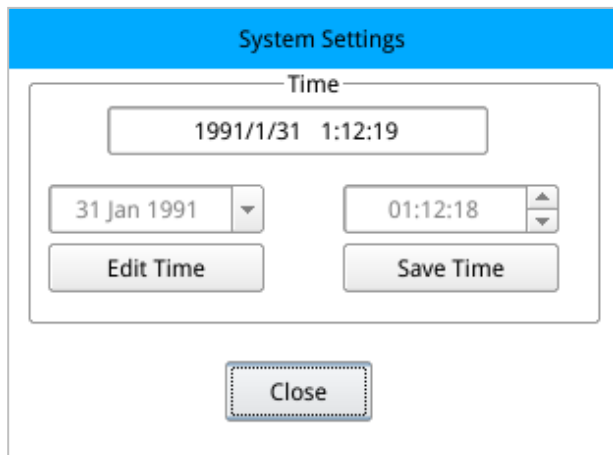 System Settings
Time
1991/1/31 1:12:19
31 Jan 1991 01:12:18
Edit Time Save Time
Close